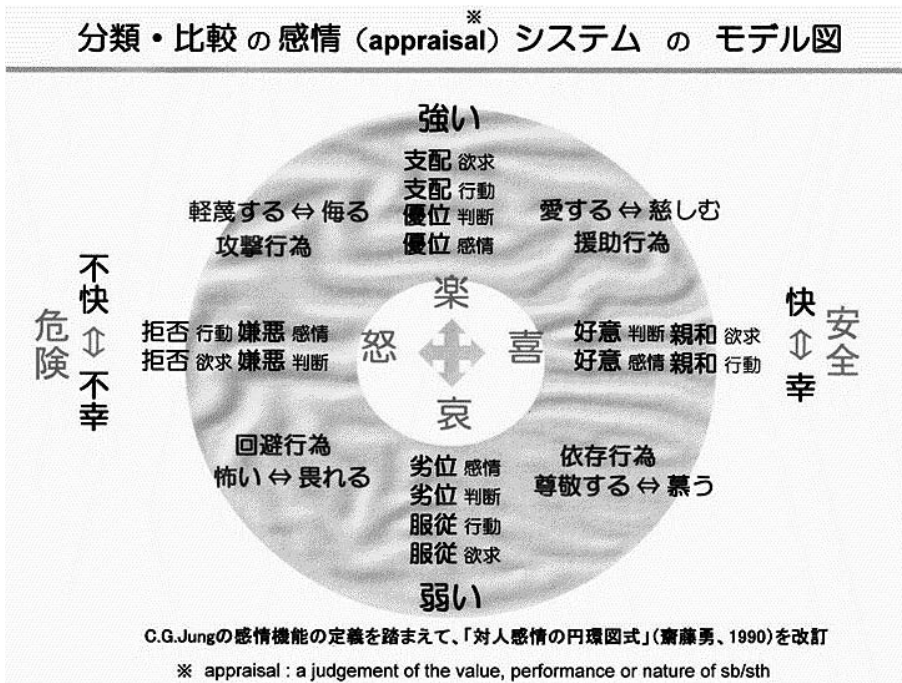 ※
分類・比較 の 感情（appraisal）システム の モデル図
強い
支配 欲求
支配 行動
優位 判断
優位 感情
軽蔑する ⇔ 侮る
攻撃行為
愛する ⇔ 慈しむ
援助行為
危険
不快 ⇔ 不幸
拒否 行動 嫌悪 感情
拒否 欲求 嫌悪 判断
楽
怒
喜
哀
好意 判断 親和 欲求
好意 感情 親和 行動
快 ⇔ 幸
安全
回避行為
怖い ⇔ 畏れる
劣位 感情
劣位 判断
服従 行動
服従 欲求
依存行為
尊敬する ⇔ 慕う
弱い
C.G.Jungの感情機能の定義を踏まえて、「対人感情の円環図式」(齋藤勇、1990)を改訂
※ appraisal : a judgement of the value, performance or nature of sb/sth